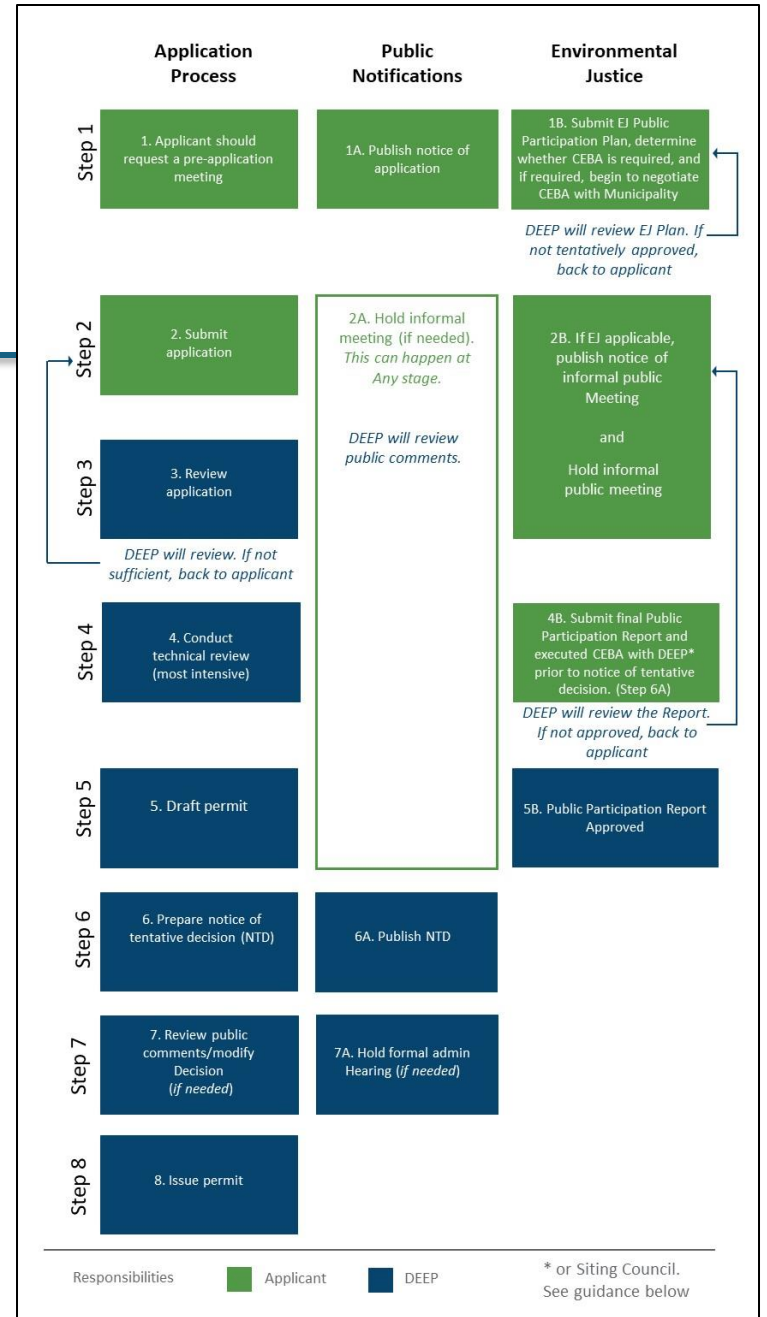 Application
Process
Public
Notifications
Environmental
Justice
Step 1
1. Applicant should
request a pre-application
meeting
1A. Publish notice of
application
1B. Submit EJ Public
Participation Plan, determine
whether CEBA is required, and
if required, begin to negotiate
CEBA with Municipality
DEEP will review EJ Plan. If
not tentatively approved,
back to applicant
Step 2
2. Submit
application
2A. Hold informal
meeting (if needed).
This can happen at
Any stage.
DEEP will review
public comments.
2B. If EJ applicable,
publish notice of
informal public
Meeting
and
Hold informal
public meeting
Step 3
3. Review
application
DEEP will review. If not
sufficient, back to applicant
Step 4
4. Conduct
technical review
(most intensive)
4B. Submit final Public
Participation Report and
executed CEBA with DEEP*
prior to notice of tentative
decision. (Step 6A)
DEEP will review the Report.
If not approved, back to
applicant
Step 5
5. Draft permit
5B. Public Participation Report
Approved
Step 6
6. Prepare notice of
tentative decision (NTD)
6A. Publish NTD
Step 7
7. Review public
comments/modify
Decision
(if needed)
7A. Hold formal admin
Hearing (if needed)
Step 8
8. Issue permit
Responsibilities
Applicant
DEEP
* or Siting Council.
See guidance below